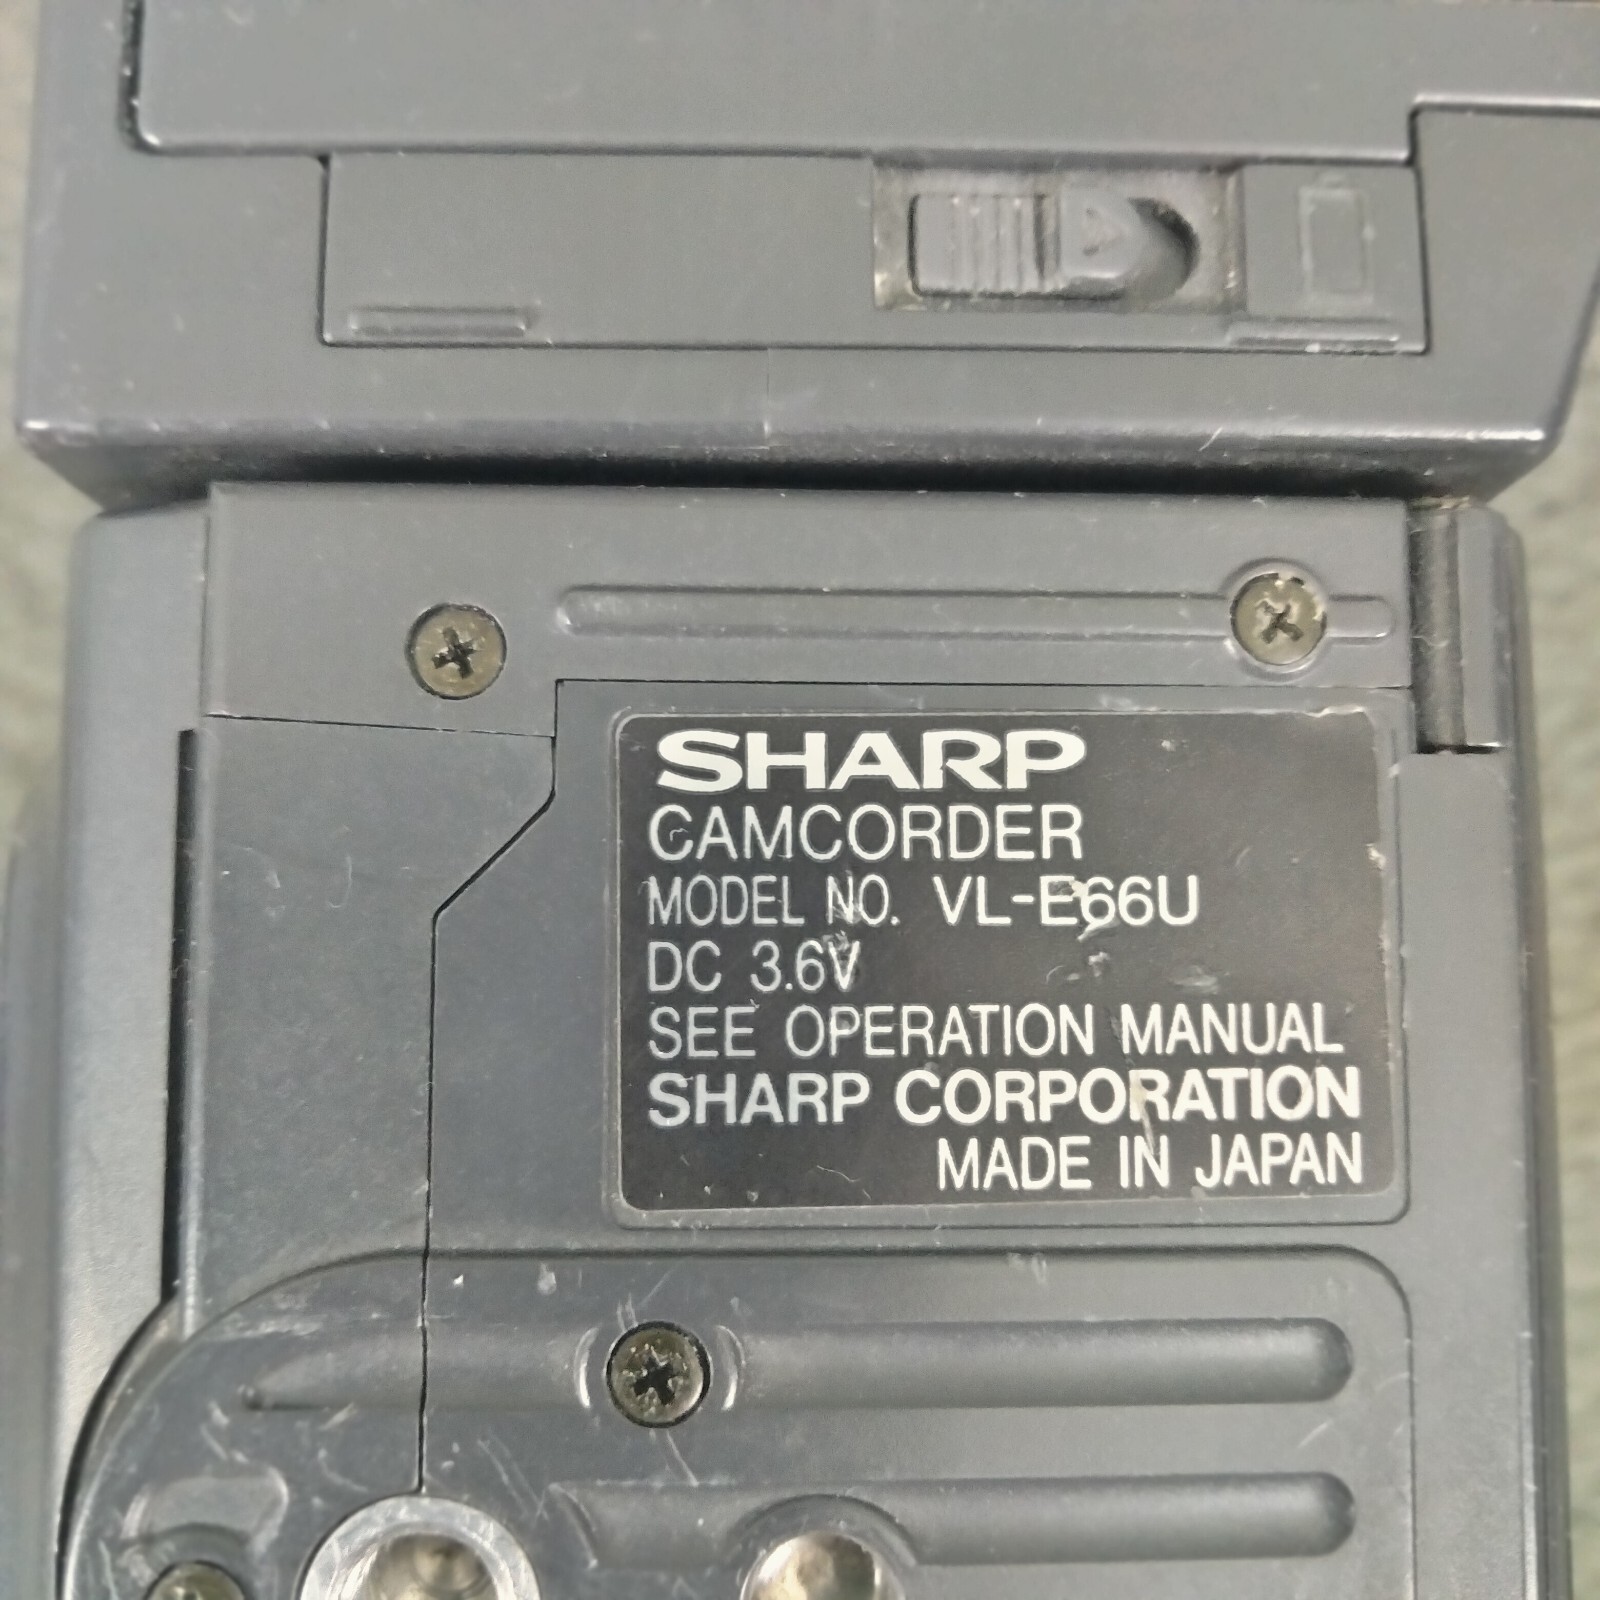 SHARP
CAMCORDER
MODEL NO. VL-E66U
DC 3.6V
SEE OPERATION MANUAL
SHARP CORPORATION
MADE IN JAPAN